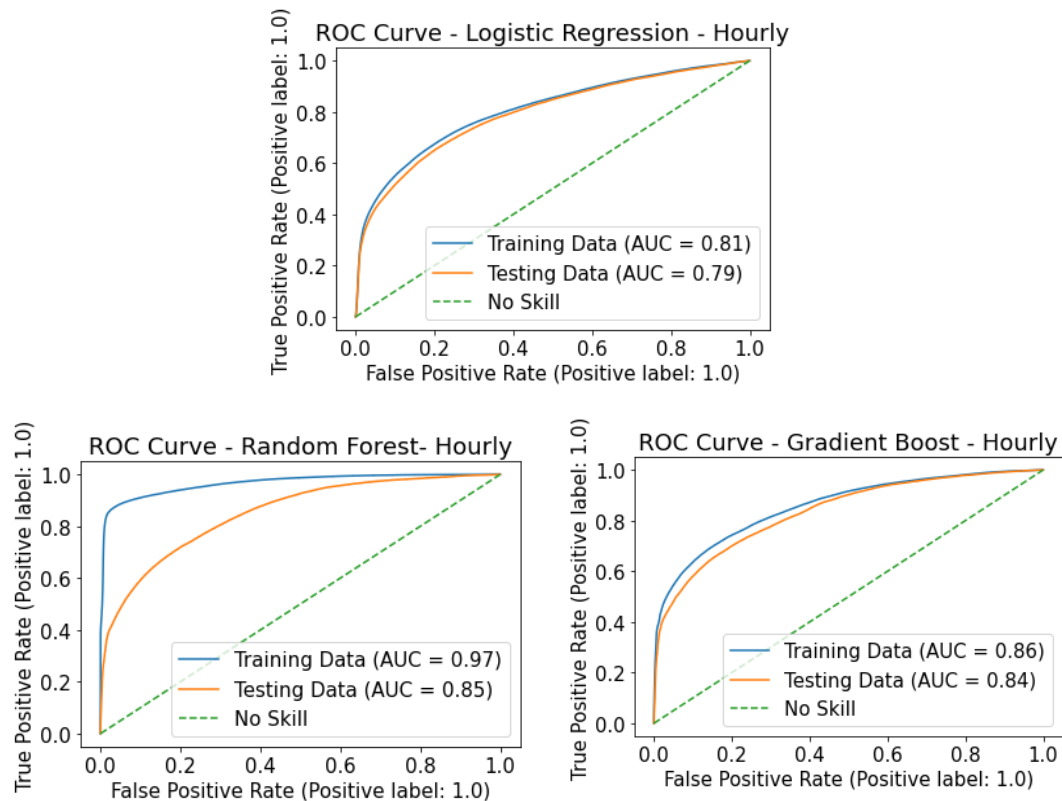 ROC Curve - Logistic Regression - Hourly
True Positive Rate (Positive label: 1.0)
1.0
0.8
0.6
0.4
0.2
0.0
Training Data (AUC = 0.81)
Testing Data (AUC = 0.79)
No Skill
0.0 0.2 0.4 0.6 0.8 1.0
False Positive Rate (Positive label: 1.0)
ROC Curve - Random Forest- Hourly
True Positive Rate (Positive label: 1.0)
1.0
0.8
0.6
0.4
0.2
0.0
Training Data (AUC = 0.97)
Testing Data (AUC = 0.85)
No Skill
0.0 0.2 0.4 0.6 0.8 1.0
False Positive Rate (Positive label: 1.0)
ROC Curve - Gradient Boost - Hourly
True Positive Rate (Positive label: 1.0)
1.0
0.8
0.6
0.4
0.2
0.0
Training Data (AUC = 0.86)
Testing Data (AUC = 0.84)
No Skill
0.0 0.2 0.4 0.6 0.8 1.0
False Positive Rate (Positive label: 1.0)